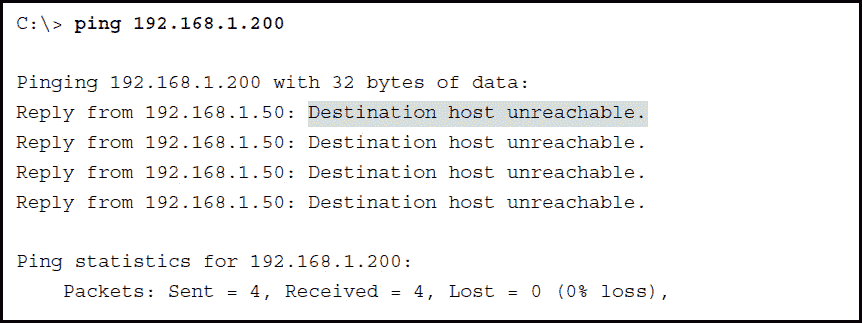 C:\> ping 192.168.1.200
Pinging 192.168.1.200 with 32 bytes of data:
Reply from 192.168.1.50: Destination host unreachable.
Reply from 192.168.1.50: Destination host unreachable.
Reply from 192.168.1.50: Destination host unreachable.
Reply from 192.168.1.50: Destination host unreachable.
Ping statistics for 192.168.1.200:
Packets: Sent = 4, Received = 4, Lost = 0 (0% loss),